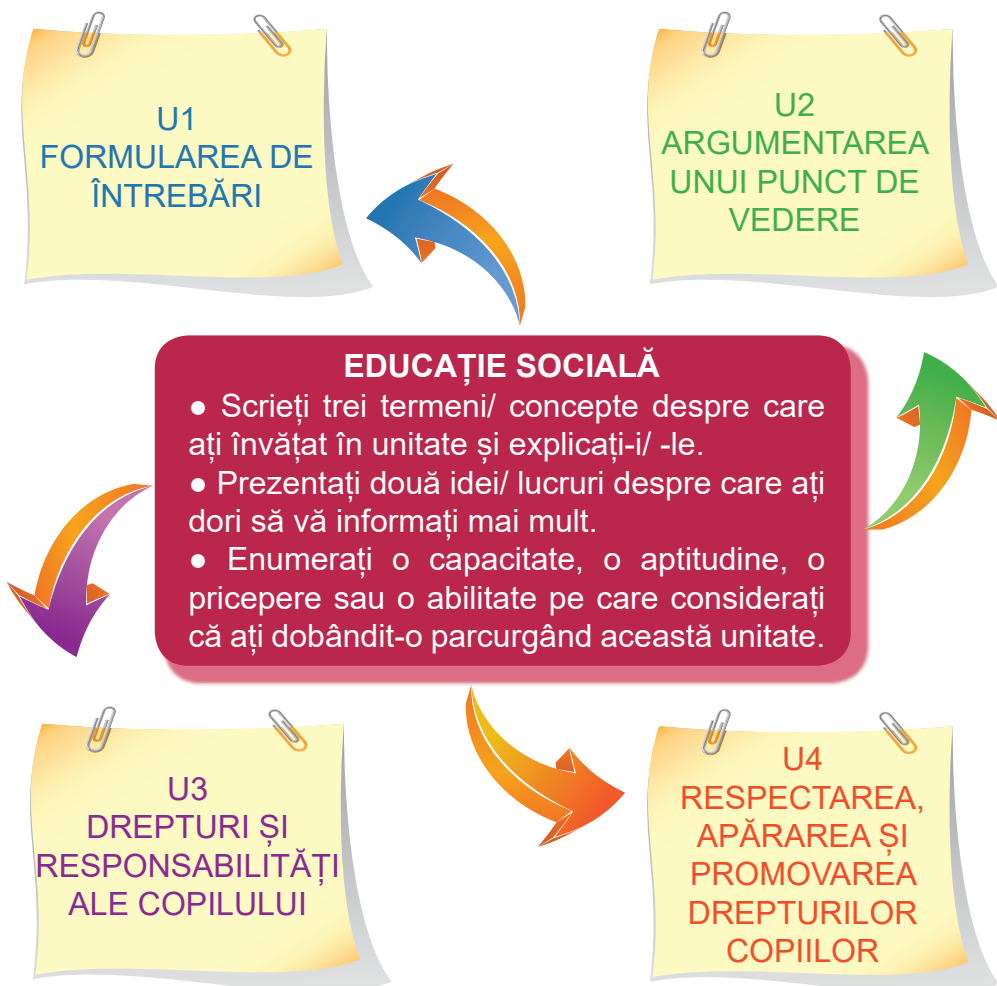 U1
FORMULAREA DE
ÎNTREBĂRI
U2
ARGUMENTAREA
UNUI PUNCT DE
VEDERE
EDUCAȚIE SOCIALĂ
● Scrieți trei termeni/ concepte despre care
ați învățat în unitate și explicați-i/ -le.
● Prezentați două idei/ lucruri despre care ați
dori să vă informați mai mult.
● Enumerați o capacitate, o aptitudine, o
pricepere sau o abilitate pe care considerați
că ați dobândit-o parcurgând această unitate.
U3
DREPTURI ȘI
RESPONSABILITĂȚI
ALE COPILULUI
U4
RESPECTAREA,
APĂRAREA ȘI
PROMOVAREA
DREPTURILOR
COPIILOR